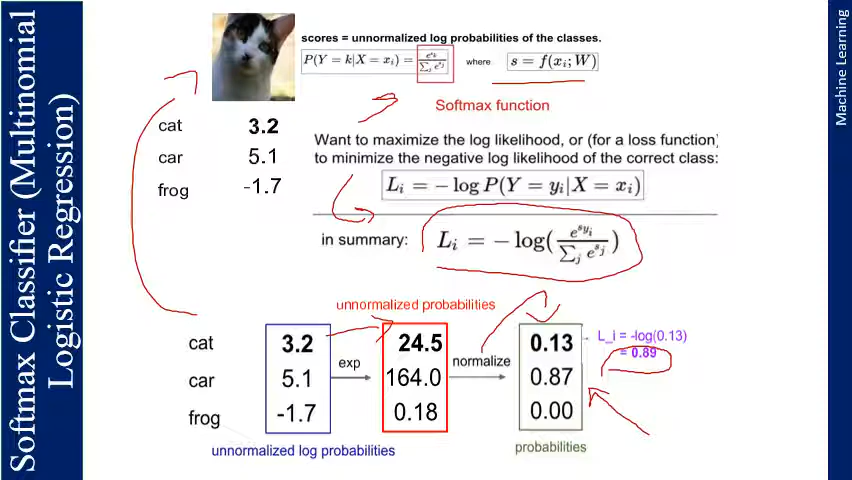 Softmax Classifier (Multinomial
Logistic Regression)
Machine Learning
scores = unnormalized log probabilities of the classes.
P(Y = k|X = x_i) = e^{s_k} / ∑_j e^{s_j} where s = f(x_i; W)
Softmax function
cat 3.2
car 5.1
frog -1.7
Want to maximize the log likelihood, or (for a loss function)
to minimize the negative log likelihood of the correct class:
L_i = − log P(Y = y_i|X = x_i)
in summary: L_i = − log( e^{s_{y_i}} / ∑_j e^{s_j} )
unnormalized probabilities
cat 3.2 24.5 0.13 L_i = -log(0.13)
= 0.89
exp normalize
car 5.1 164.0 0.87
frog -1.7 0.18 0.00
unnormalized log probabilities probabilities